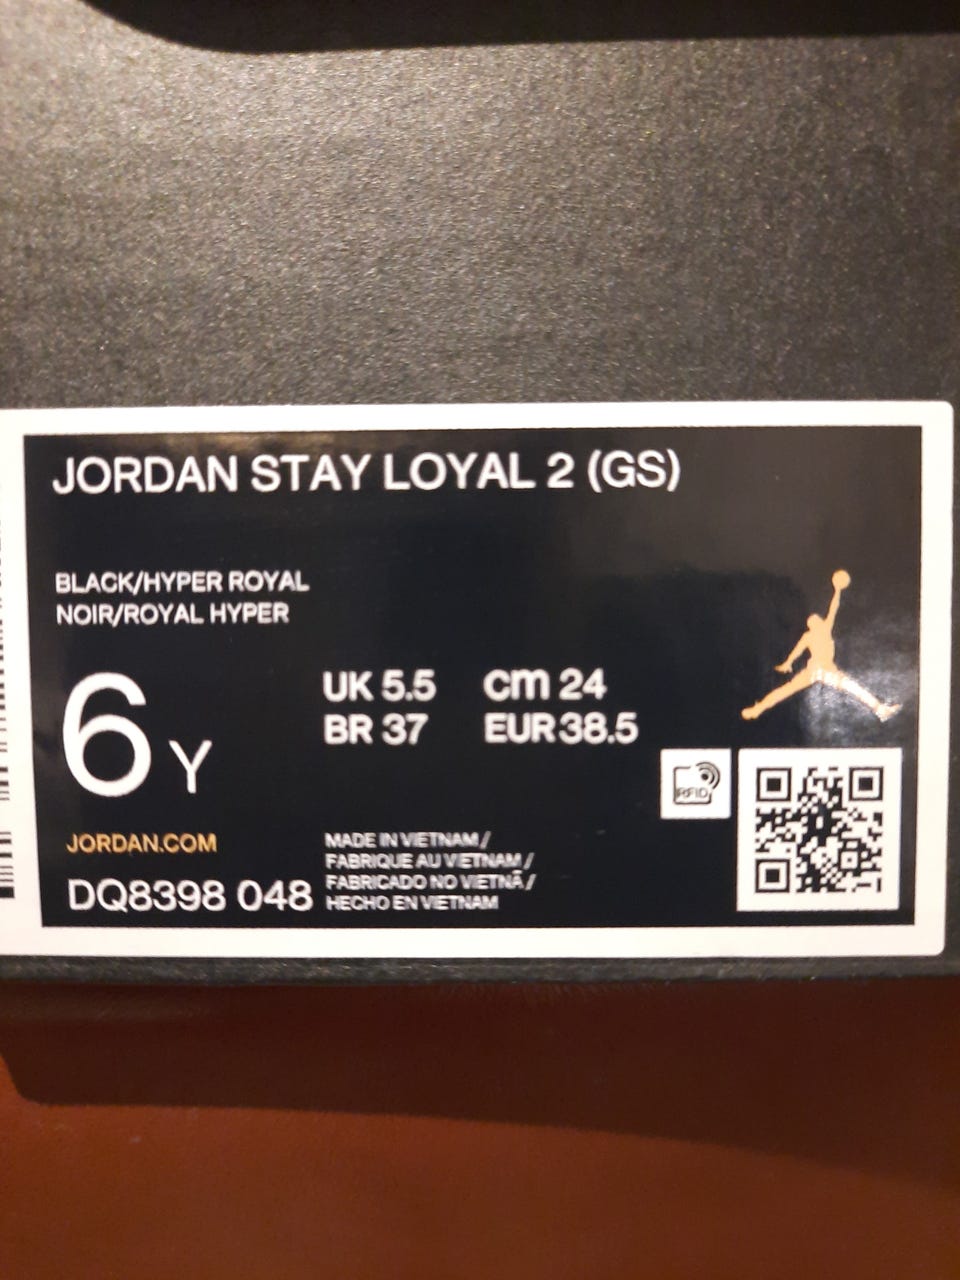 JORDAN STAY LOYAL 2 (GS)
BLACK/HYPER ROYAL
NOIR/ROYAL HYPER
6 Y
UK 5.5 cm 24
BR 37 EUR 38.5
RFID
JORDAN.COM
DQ8398 048
MADE IN VIETNAM /
FABRIQUE AU VIETNAM /
FABRICADO NO VIETNÃ /
HECHO EN VIETNAM